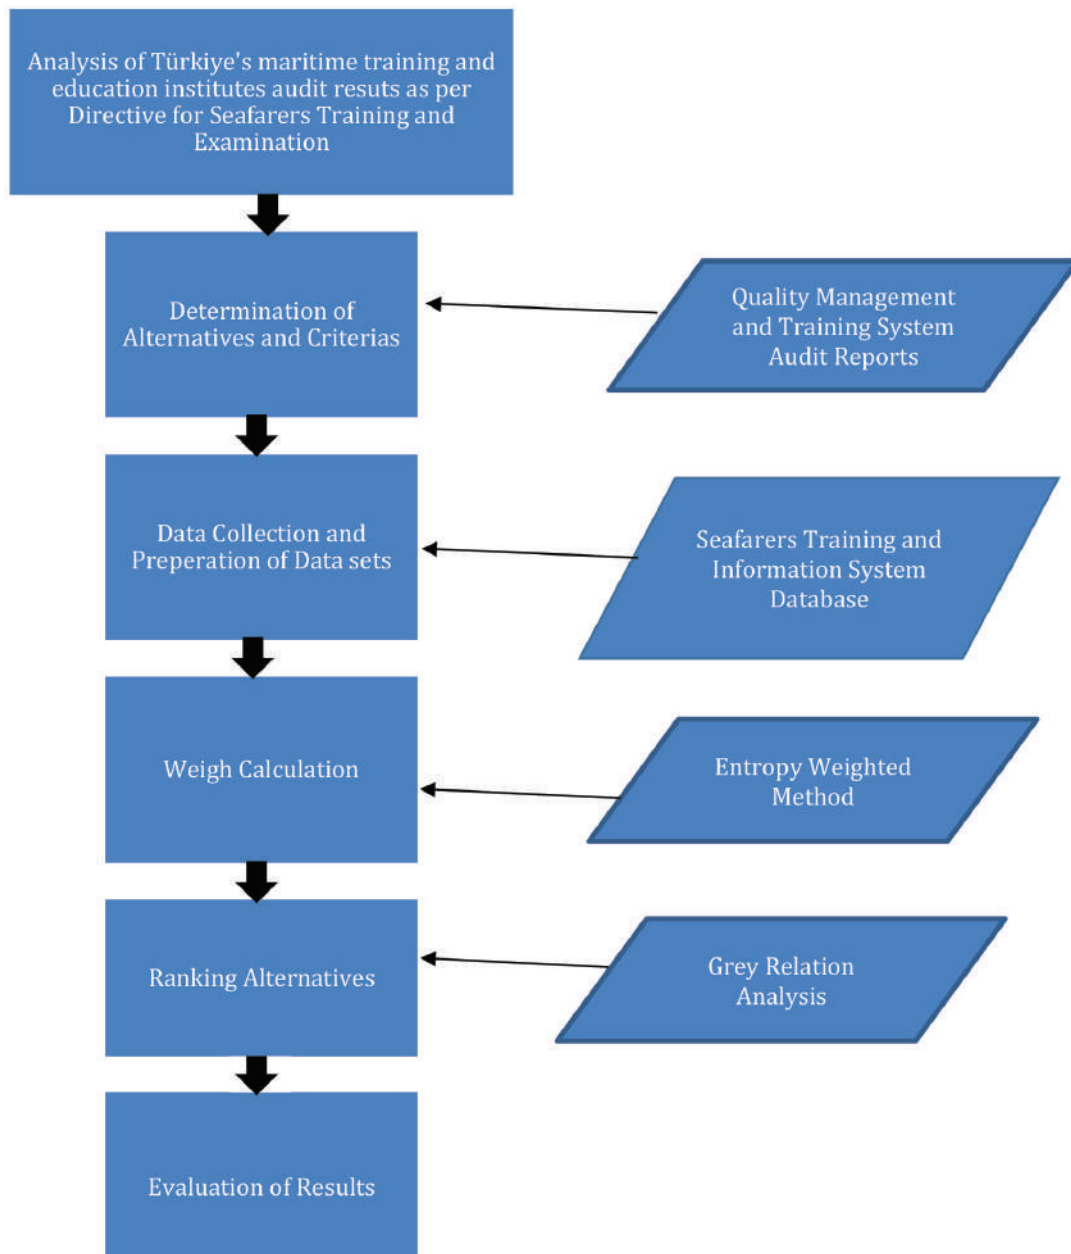 Analysis of Türkiye's maritime training and
education institutes audit resuts as per
Directive for Seafarers Training and
Examination
Determination of
Alternatives and Criterias
Quality Management
and Training System
Audit Reports
Data Collection and
Preperation of Data sets
Seafarers Training and
Information System
Database
Weigh Calculation
Entropy Weighted
Method
Ranking Alternatives
Grey Relation
Analysis
Evaluation of Results